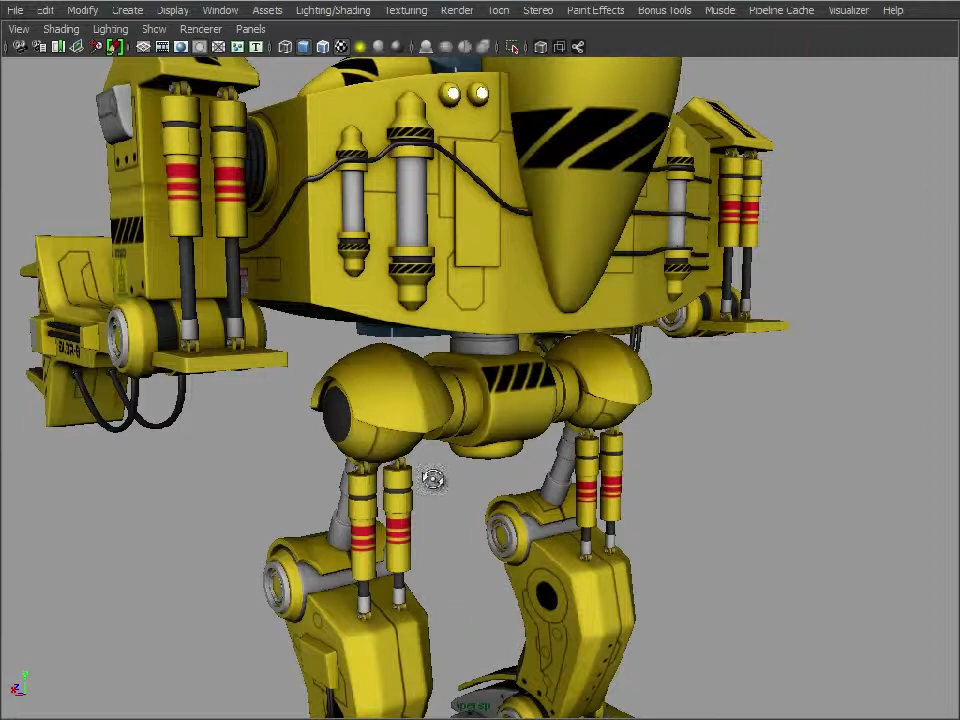 File Edit Modify Create Display Window Assets Lighting/Shading Texturing Render Toon Stereo Paint Effects Bonus Tools Muscle Pipeline Cache Visualizer Help
View Shading Lighting Show Renderer Panels
persp